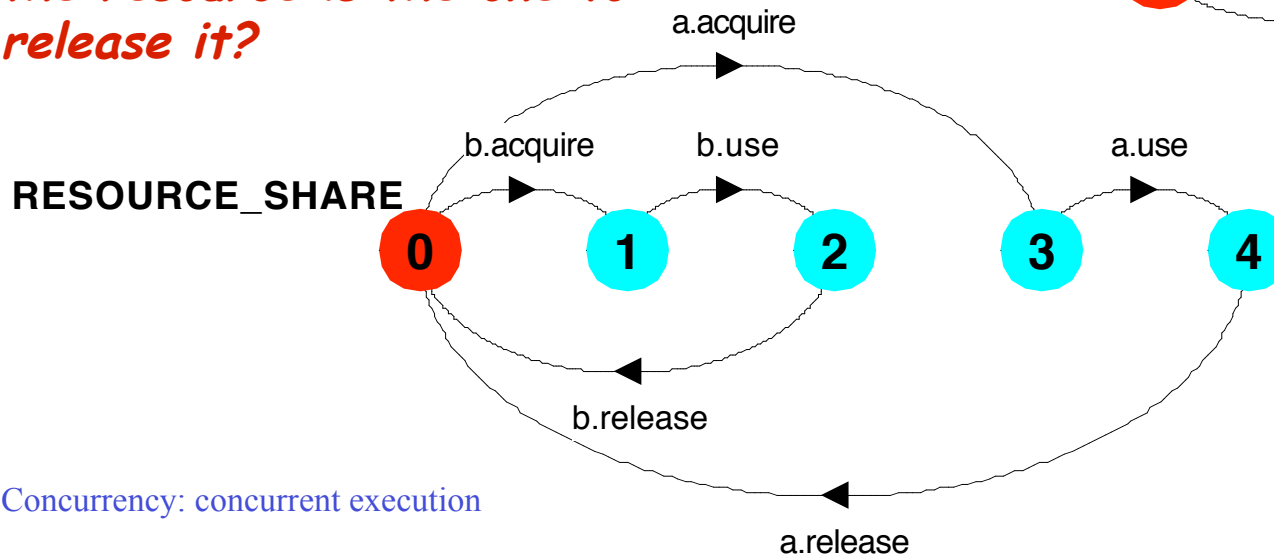 release it?
a.acquire
b.acquire
b.use
a.use
RESOURCE_SHARE
0
1
2
3
4
b.release
Concurrency: concurrent execution
a.release